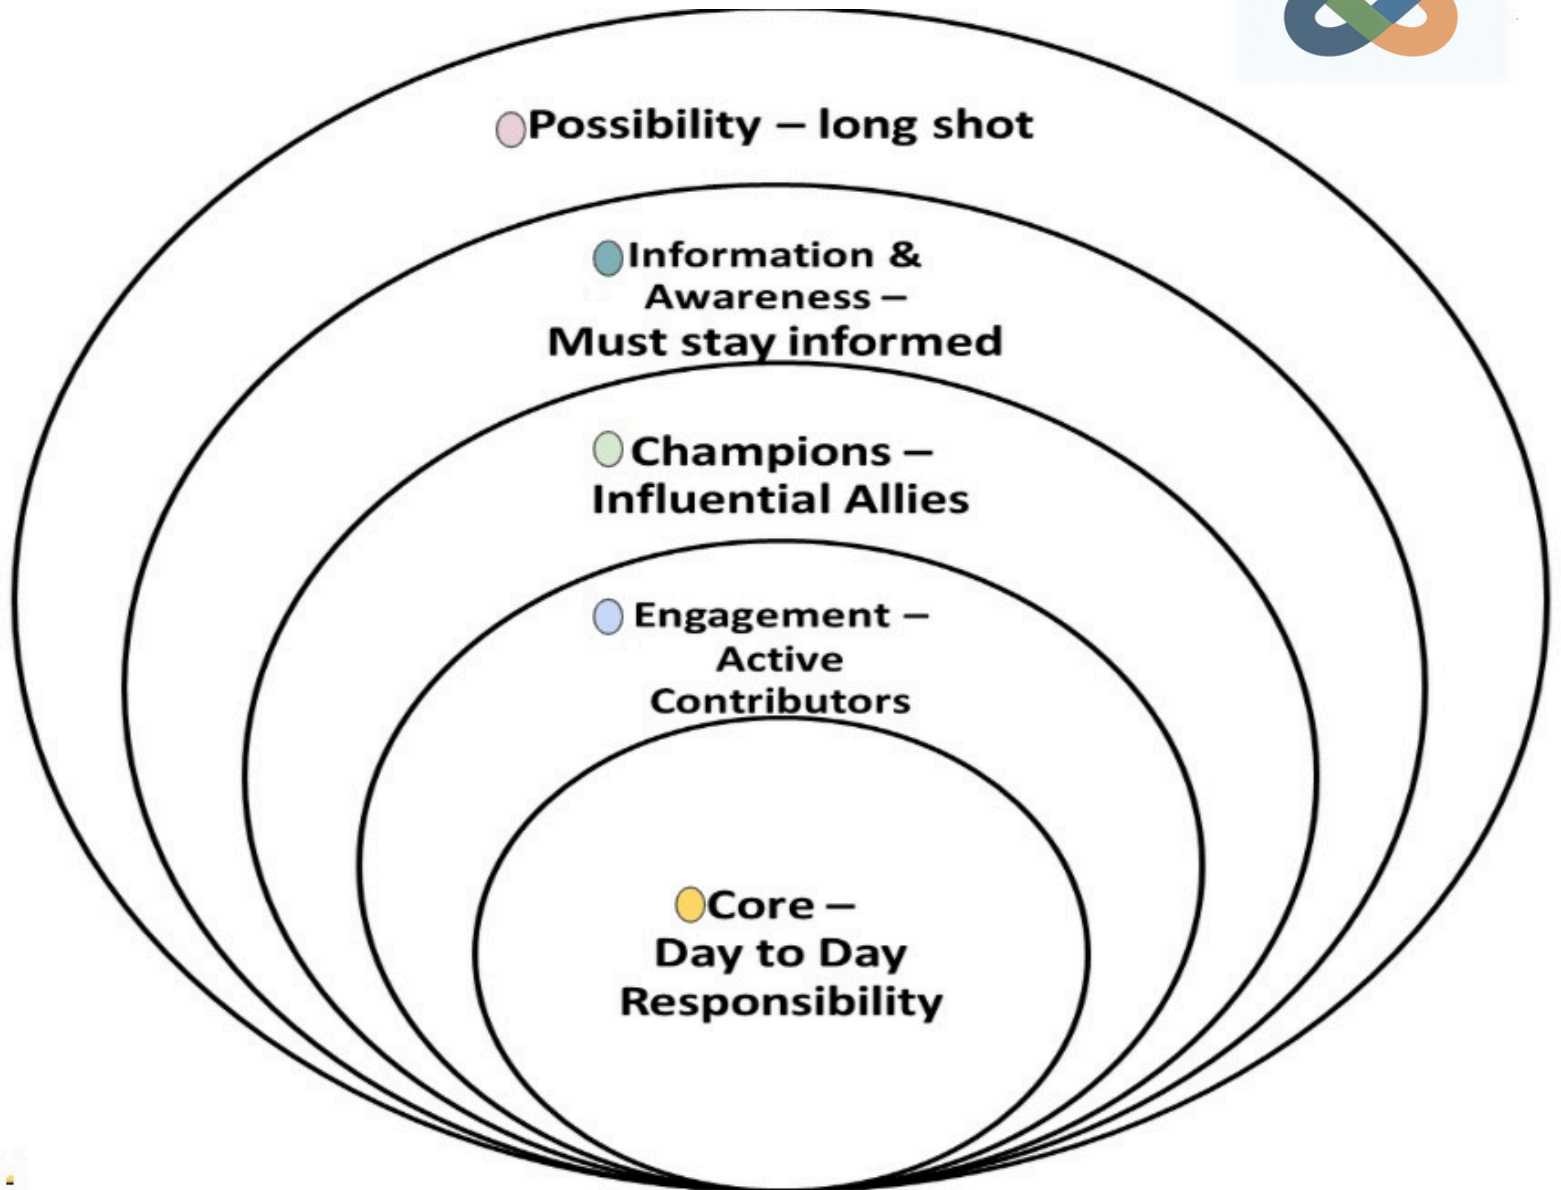 Possibility – long shot
Information &
Awareness –
Must stay informed
Champions –
Influential Allies
Engagement –
Active
Contributors
Core –
Day to Day
Responsibility